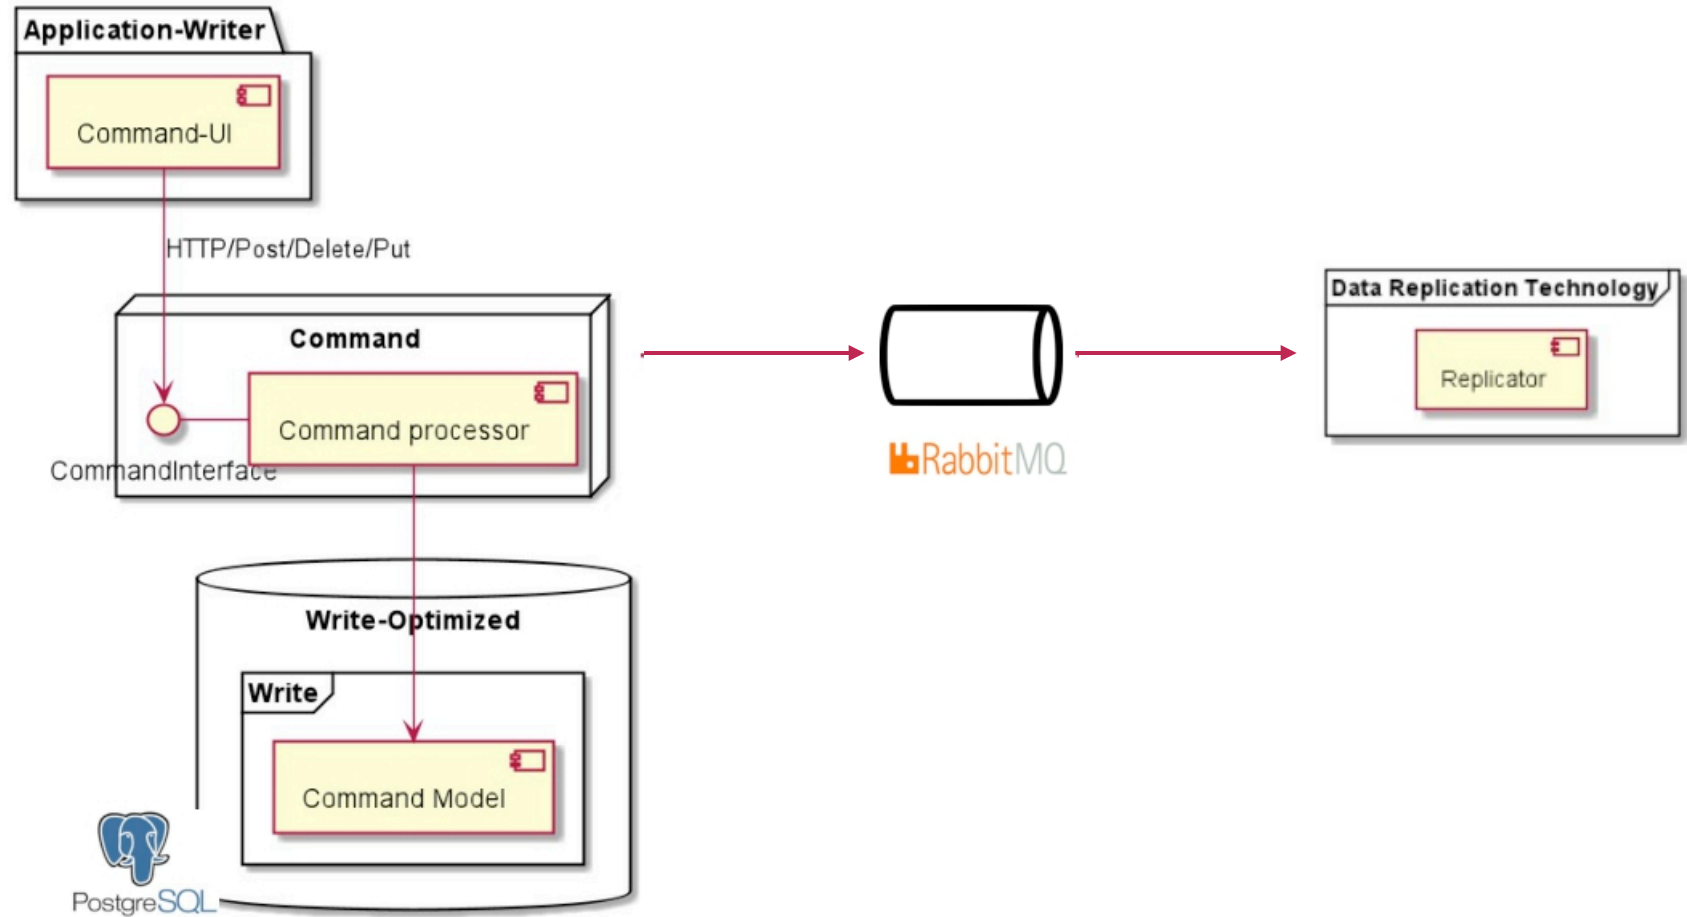 Application-Writer
Command-UI
HTTP/Post/Delete/Put
Command
Command processor
CommandInterface
RabbitMQ
Data Replication Technology
Replicator
Write-Optimized
Write
Command Model
PostgreSQL